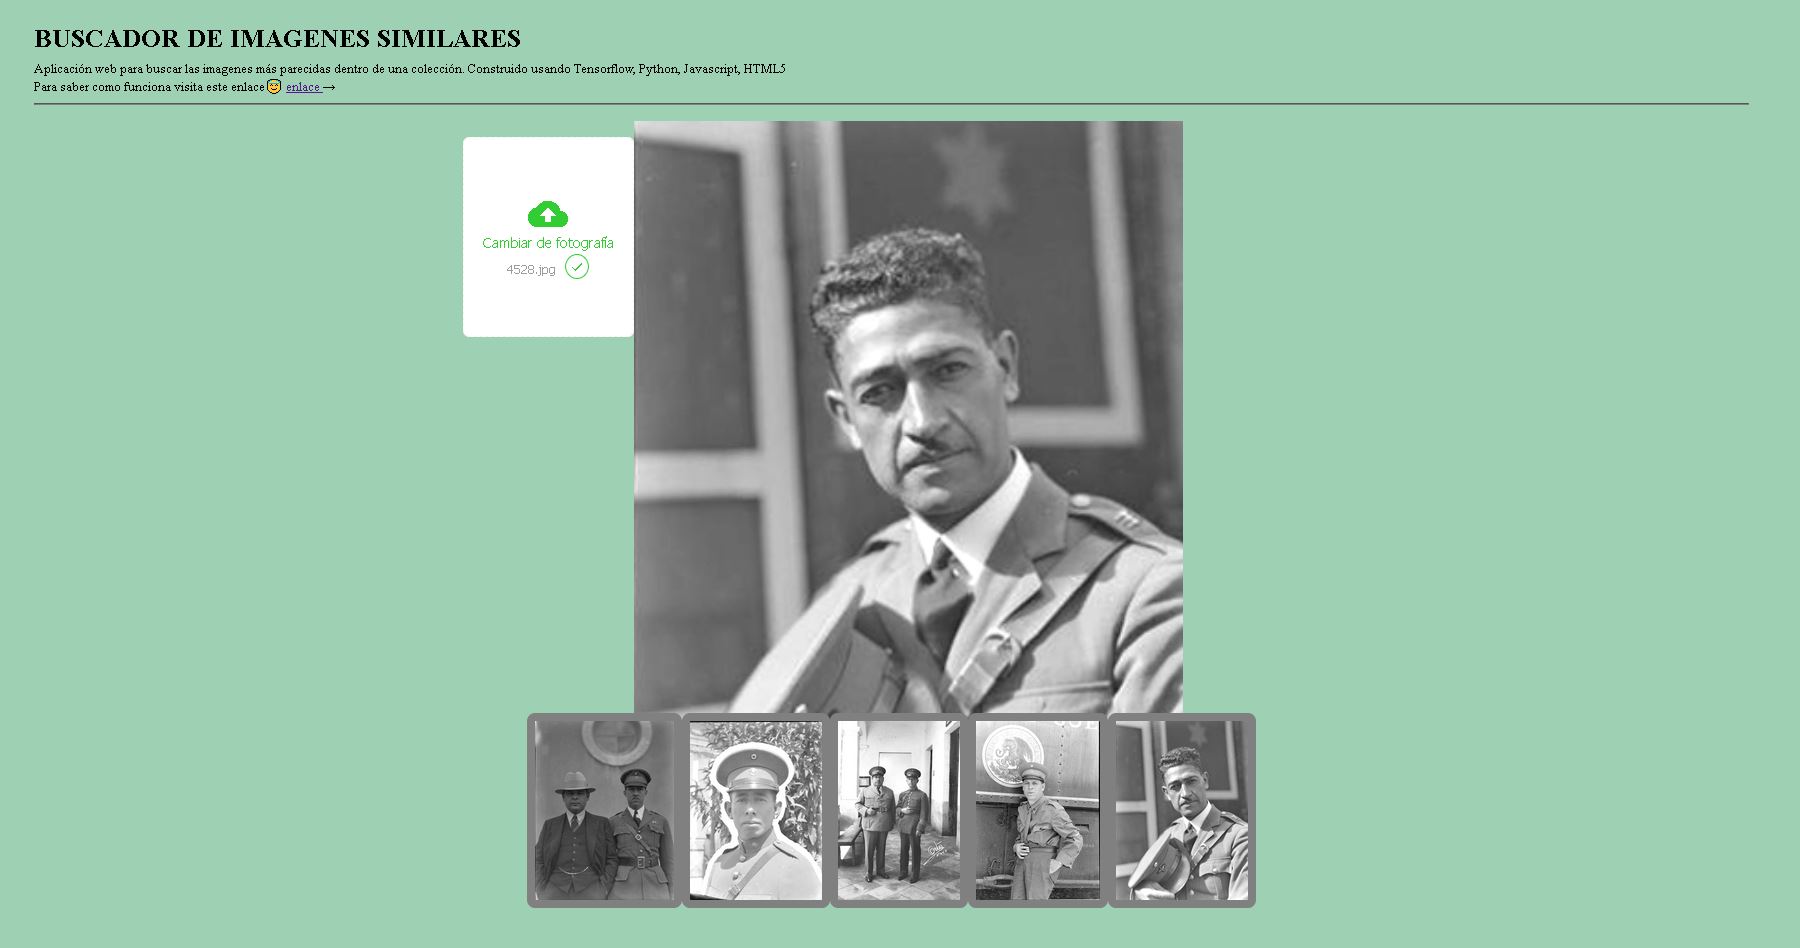 BUSCADOR DE IMAGENES SIMILARES
Aplicación web para buscar las imagenes más parecidas dentro de una colección. Construido usando Tensorflow, Python, Javascript, HTML5
Para saber como funciona visita este enlace😇 enlace →
Cambiar de fotografía
4528.jpg